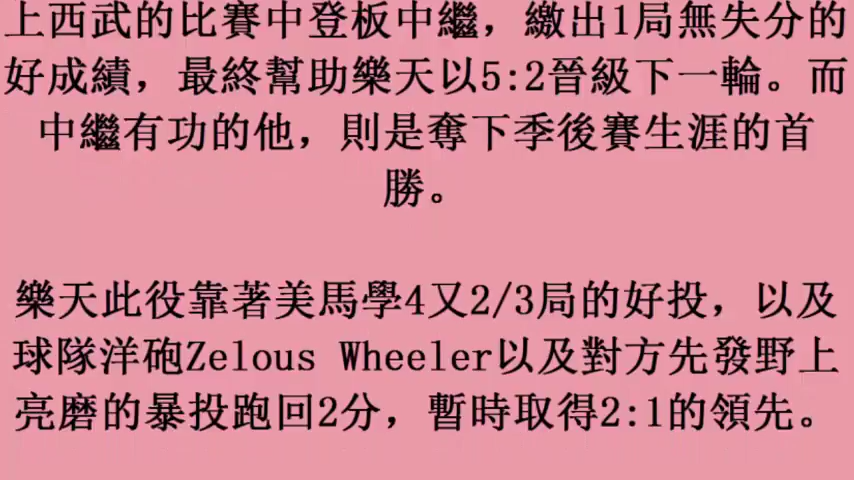 上西武的比賽中登板中繼，繳出1局無失分的
好成績，最終幫助樂天以5:2晉級下一輪。而
中繼有功的他，則是奪下季後賽生涯的首
勝。
樂天此役靠著美馬學4又2/3局的好投，以及
球隊洋砲Zelous Wheeler以及對方先發野上
亮磨的暴投跑回2分，暫時取得2:1的領先。